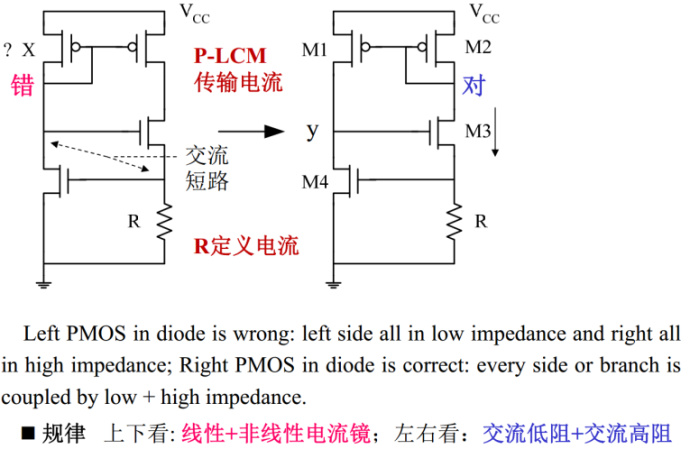 VCC
VCC
? X
P-LCM
M1
M2
错
传输电流
对
y
M3
交流
短路
M4
R
R
R定义电流
Left PMOS in diode is wrong: left side all in low impedance and right all
in high impedance; Right PMOS in diode is correct: every side or branch is
coupled by low + high impedance.
■ 规律 上下看: 线性+非线性电流镜；左右看：交流低阻+交流高阻